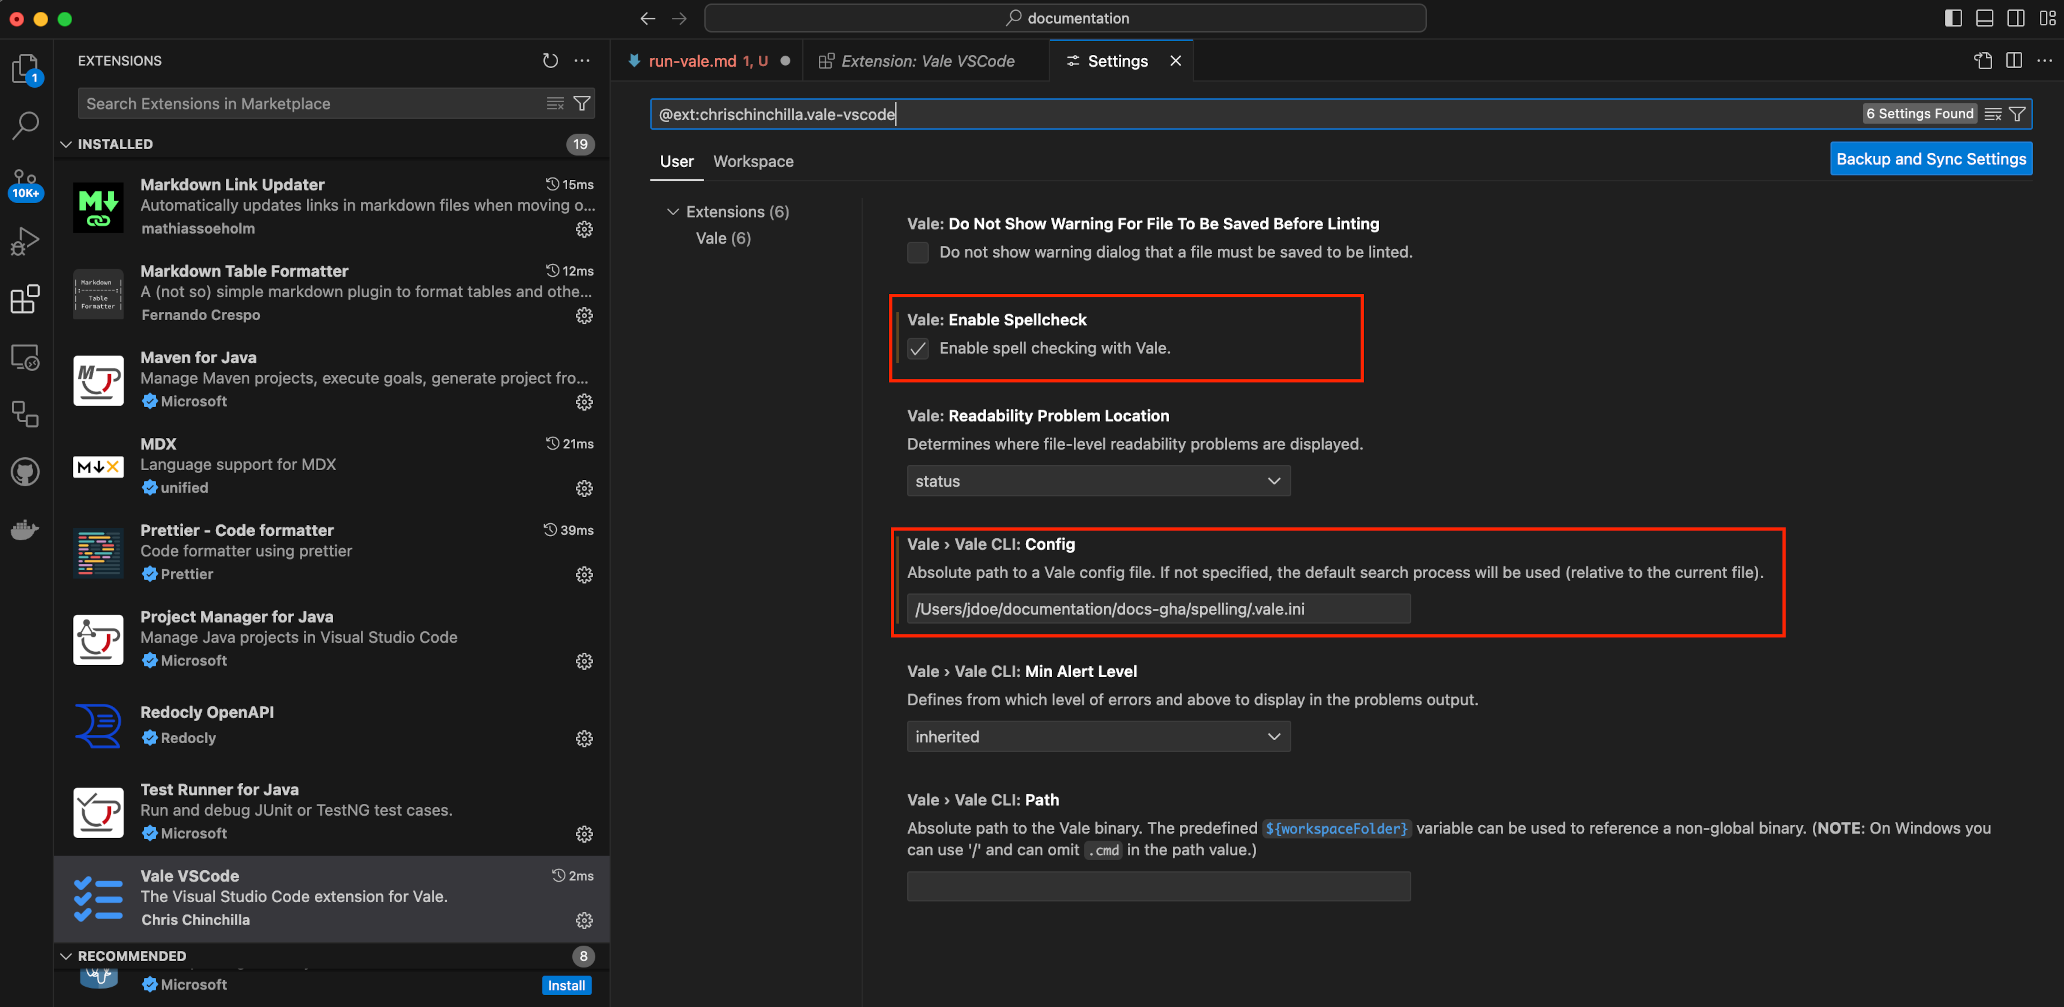 documentation
1
10K+
EXTENSIONS
Search Extensions in Marketplace
INSTALLED
19
Markdown Link Updater
15ms
Automatically updates links in markdown files when moving o...
mathiassoeholm
Markdown
Table
Formatter
Markdown Table Formatter
12ms
A (not so) simple markdown plugin to format tables and othe...
Fernando Crespo
Maven for Java
Manage Maven projects, execute goals, generate project fro...
Microsoft
MDX
21ms
Language support for MDX
unified
Prettier - Code formatter
39ms
Code formatter using prettier
Prettier
Project Manager for Java
Manage Java projects in Visual Studio Code
Microsoft
Redocly OpenAPI
Redocly
Test Runner for Java
Run and debug JUnit or TestNG test cases.
Microsoft
Vale VSCode
2ms
The Visual Studio Code extension for Vale.
Chris Chinchilla
RECOMMENDED
8
Microsoft
Install
run-vale.md 1, U
Extension: Vale VSCode
Settings
@ext:chrischinchilla.vale-vscode
6 Settings Found
User
Workspace
Backup and Sync Settings
Extensions (6)
Vale (6)
Vale: Do Not Show Warning For File To Be Saved Before Linting
Do not show warning dialog that a file must be saved to be linted.
Vale: Enable Spellcheck
Enable spell checking with Vale.
Vale: Readability Problem Location
Determines where file-level readability problems are displayed.
status
Vale › Vale CLI: Config
Absolute path to a Vale config file. If not specified, the default search process will be used (relative to the current file).
/Users/jdoe/documentation/docs-gha/spelling/.vale.ini
Vale › Vale CLI: Min Alert Level
Defines from which level of errors and above to display in the problems output.
inherited
Vale › Vale CLI: Path
Absolute path to the Vale binary. The predefined ${workspaceFolder} variable can be used to reference a non-global binary. (NOTE: On Windows you
can use '/' and can omit .cmd in the path value.)